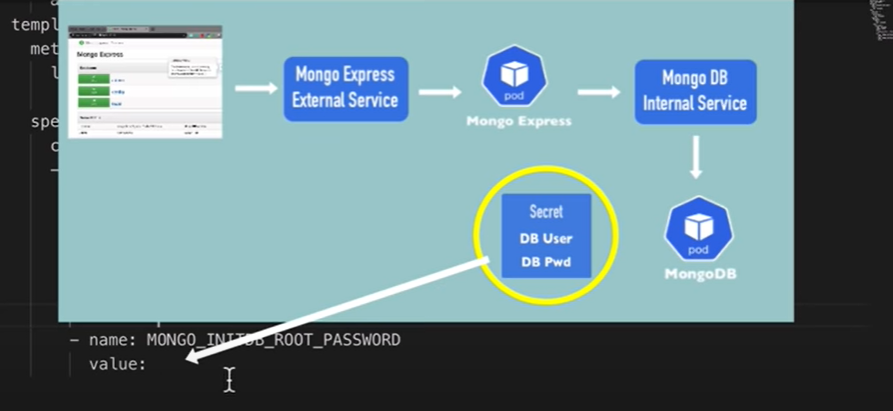 templ
met
spe
Mongo Express
Mongo Express
External Service
pod
Mongo Express
Mongo DB
Internal Service
Secret
DB User
DB Pwd
pod
MongoDB
- name: MONGO_INITDB_ROOT_PASSWORD
value: